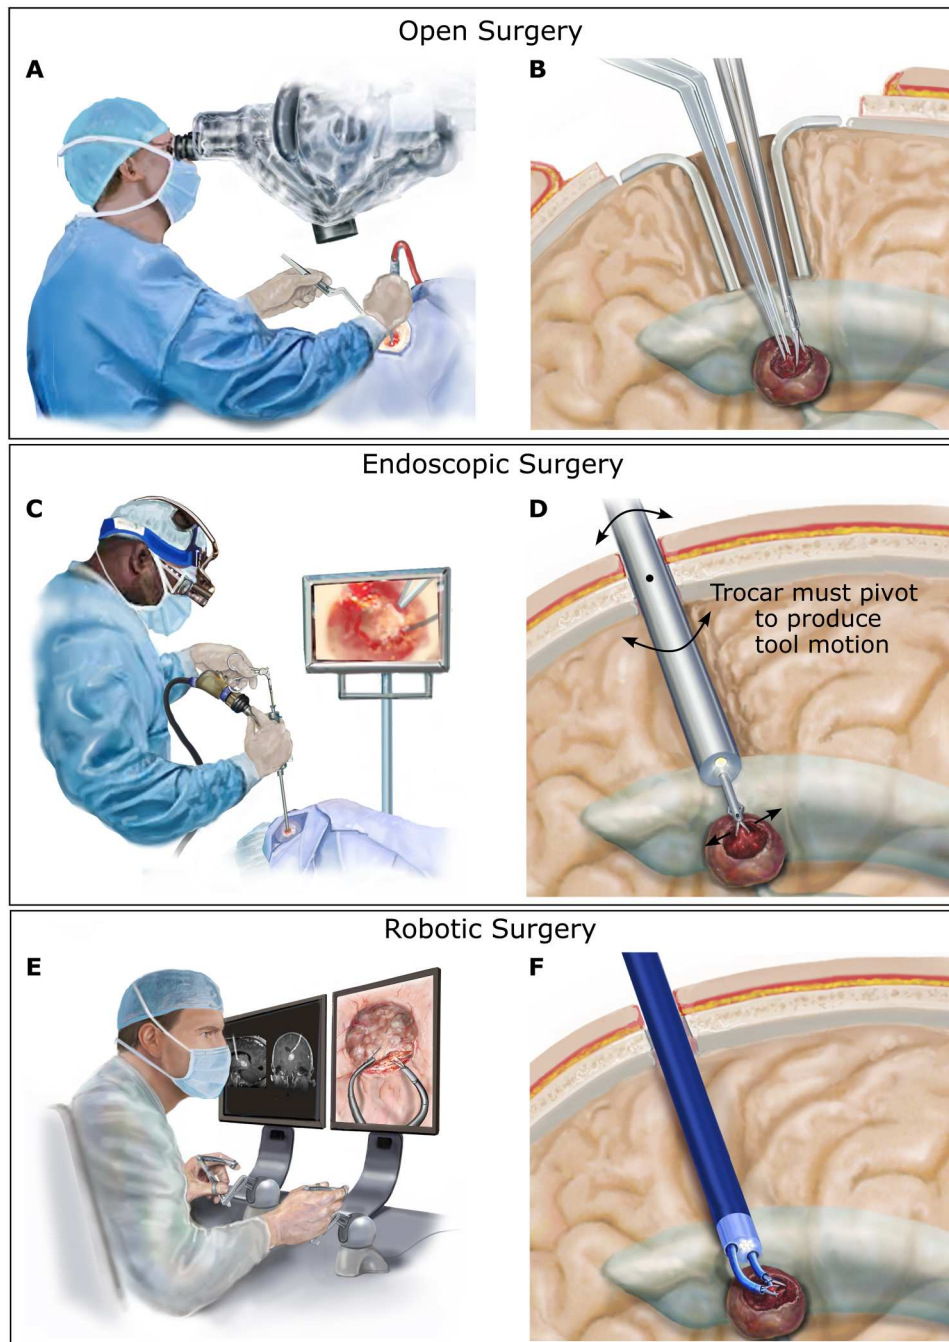 Open Surgery
A
B
Endoscopic Surgery
C
D
Trocar must pivot
to produce
tool motion
Robotic Surgery
E
F